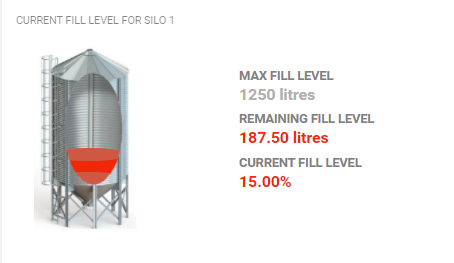 CURRENT FILL LEVEL FOR SILO 1
MAX FILL LEVEL
1250 litres
REMAINING FILL LEVEL
187.50 litres
CURRENT FILL LEVEL
15.00%